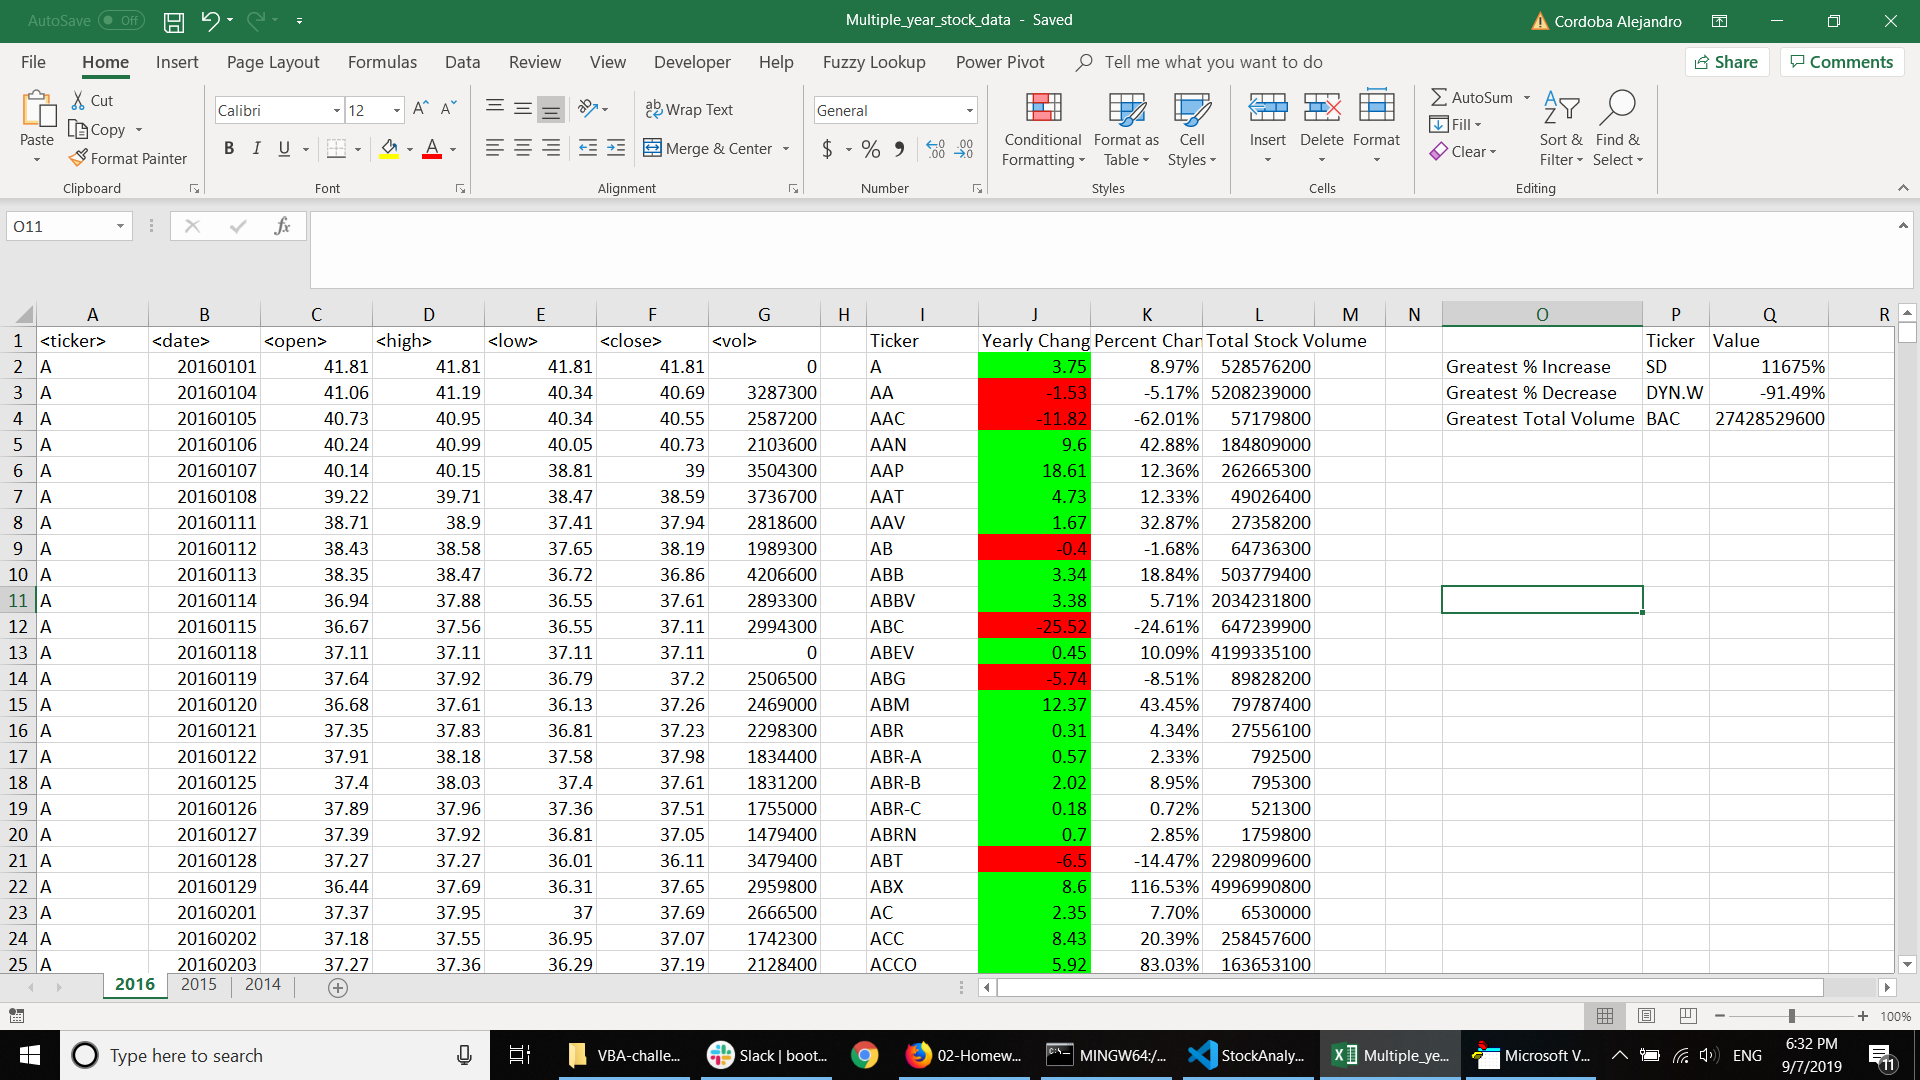 AutoSave Off Multiple_year_stock_data - Saved Cordoba Alejandro
File Home Insert Page Layout Formulas Data Review View Developer Help Fuzzy Lookup Power Pivot Tell me what you want to do Share Comments
Paste Cut Copy Format Painter
Calibri 12 B I U A
Wrap Text Merge & Center
General $ % 9
Conditional Formatting Format as Table Cell Styles
Insert Delete Format
AutoSum Fill Clear Sort & Filter Find & Select
Clipboard Font Alignment Number Styles Cells Editing
O11 fx
A B C D E F G H I J K L M N O P Q R
1 <ticker> <date> <open> <high> <low> <close> <vol> Ticker Yearly Chang Percent Chan Total Stock Volume Ticker Value
2 A 20160101 41.81 41.81 41.81 41.81 0 A 3.75 8.97% 528576200 Greatest % Increase SD 11675%
3 A 20160104 41.06 41.19 40.34 40.69 3287300 AA -1.53 -5.17% 5208239000 Greatest % Decrease DYN.W -91.49%
4 A 20160105 40.73 40.95 40.34 40.55 2587200 AAC -11.82 -62.01% 57179800 Greatest Total Volume BAC 27428529600
5 A 20160106 40.24 40.99 40.05 40.73 2103600 AAN 9.6 42.88% 184809000
6 A 20160107 40.14 40.15 38.81 39 3504300 AAP 18.61 12.36% 262665300
7 A 20160108 39.22 39.71 38.47 38.59 3736700 AAT 4.73 12.33% 49026400
8 A 20160111 38.71 38.9 37.41 37.94 2818600 AAV 1.67 32.87% 27358200
9 A 20160112 38.43 38.58 37.65 38.19 1989300 AB -0.4 -1.68% 64736300
10 A 20160113 38.35 38.47 36.72 36.86 4206600 ABB 3.34 18.84% 503779400
11 A 20160114 36.94 37.88 36.55 37.61 2893300 ABBV 3.38 5.71% 2034231800
12 A 20160115 36.67 37.56 36.55 37.11 2994300 ABC -25.52 -24.61% 647239900
13 A 20160118 37.11 37.11 37.11 37.11 0 ABEV 0.45 10.09% 4199335100
14 A 20160119 37.64 37.92 36.79 37.2 2506500 ABG -5.74 -8.51% 89828200
15 A 20160120 36.68 37.61 36.13 37.26 2469000 ABM 12.37 43.45% 79787400
16 A 20160121 37.35 37.83 36.81 37.23 2298300 ABR 0.31 4.34% 27556100
17 A 20160122 37.91 38.18 37.58 37.98 1834400 ABR-A 0.57 2.33% 792500
18 A 20160125 37.4 38.03 37.4 37.61 1831200 ABR-B 2.02 8.95% 795300
19 A 20160126 37.89 37.96 37.36 37.51 1755000 ABR-C 0.18 0.72% 521300
20 A 20160127 37.39 37.92 36.81 37.05 1479400 ABRN 0.7 2.85% 1759800
21 A 20160128 37.27 37.27 36.01 36.11 3479400 ABT -6.5 -14.47% 2298099600
22 A 20160129 36.44 37.69 36.31 37.65 2959800 ABX 8.6 116.53% 4996990800
23 A 20160201 37.37 37.95 37 37.69 2666500 AC 2.35 7.70% 6530000
24 A 20160202 37.18 37.55 36.95 37.07 1742300 ACC 8.43 20.39% 258457600
25 A 20160203 37.27 37.36 36.29 37.19 2128400 ACCO 5.92 83.03% 163653100
2016 2015 2014
100%
Type here to search VBA-challe... Slack | boot... 02-Homew... MINGW64:/... StockAnaly... Multiple_ye... Microsoft V... ENG 6:32 PM
9/7/2019 11